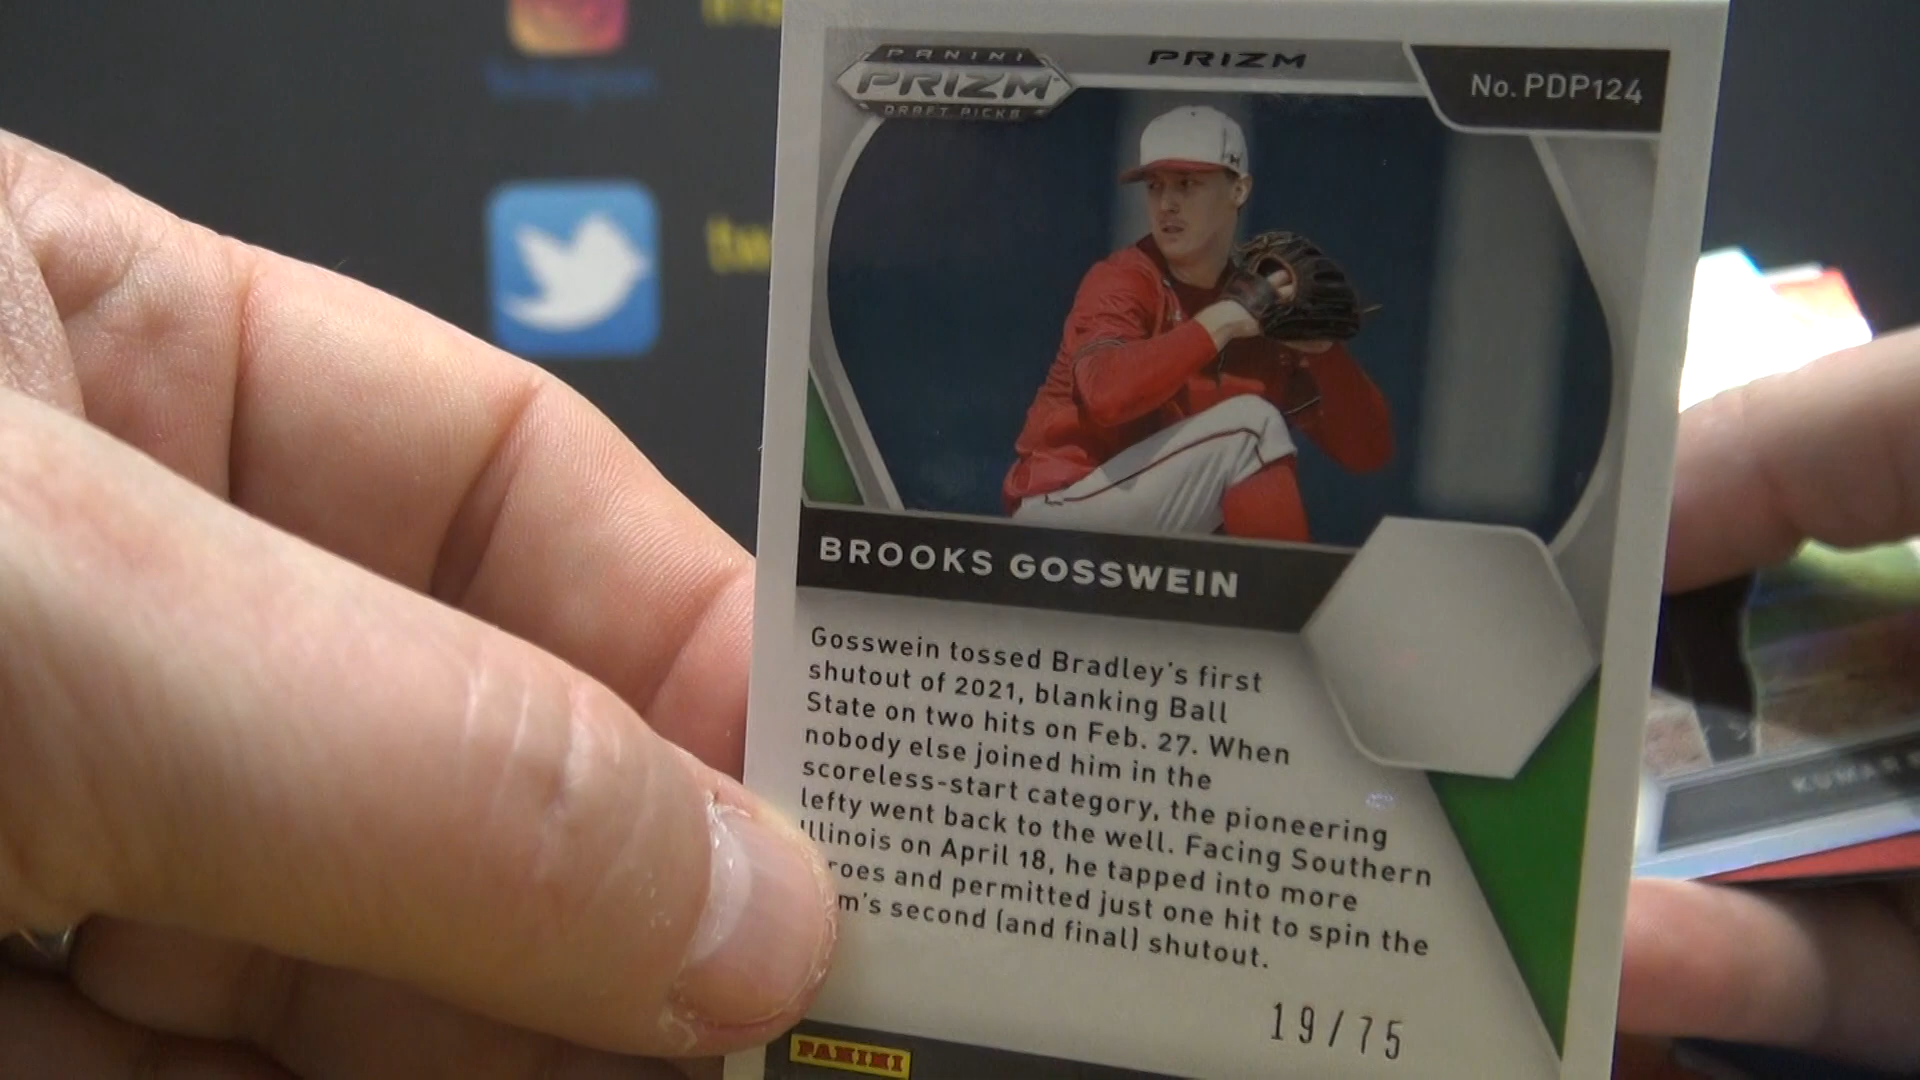 PANINI
PRIZM
DRAFT PICKS
PRIZM
No. PDP124
BROOKS GOSSWEIN
Gosswein tossed Bradley's first
shutout of 2021, blanking Ball
State on two hits on Feb. 27. When
nobody else joined him in the
scoreless-start category, the pioneering
lefty went back to the well. Facing Southern
Illinois on April 18, he tapped into more
roes and permitted just one hit to spin the
m's second (and final) shutout.
19/75
PANINI
KUMAR